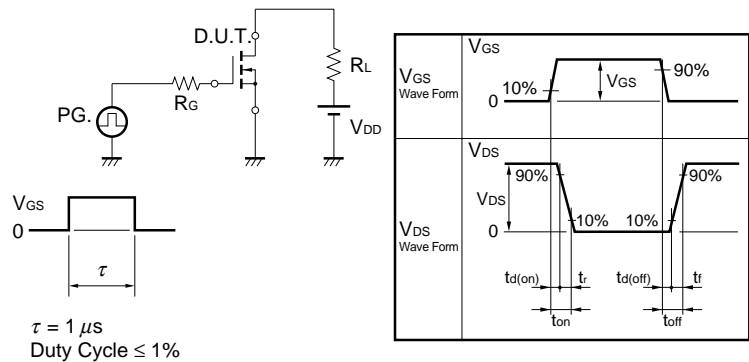 D.U.T.
RL
RG
PG.
VDD
VGS
0
τ
τ = 1 μs
Duty Cycle ≤ 1%
VGS
Wave Form
VGS
10%
VGS
90%
0
VDS
Wave Form
VDS
90%
90%
VDS
10%
10%
0
td(on)
tr
td(off)
tf
ton
toff